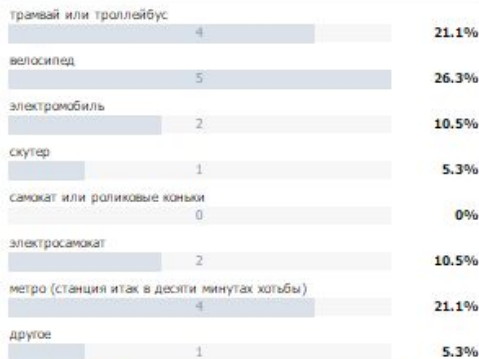 трамвай или троллейбус
4 21.1%
велосипед
5 26.3%
электромобиль
2 10.5%
скутер
1 5.3%
самокат или роликовые коньки
0 0%
электросамокат
2 10.5%
метро (станция итак в десяти минутах хотьбы)
4 21.1%
другое
1 5.3%